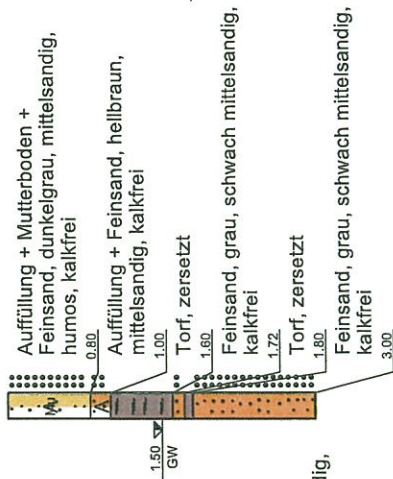 Auffüllung + Mutterboden +
Feinsand, dunkelgrau, mittelsandig,
humos, kalkfrei
0.80
Auffüllung + Feinsand, hellbraun,
mittelsandig, kalkfrei
1.00
Torf, zersetzt
1.60
Feinsand, grau, schwach mittelsandig,
kalkfrei
1.72
Torf, zersetzt
1.80
Feinsand, grau, schwach mittelsandig,
kalkfrei
3.00
Mu
A
1.50
GW
dig,